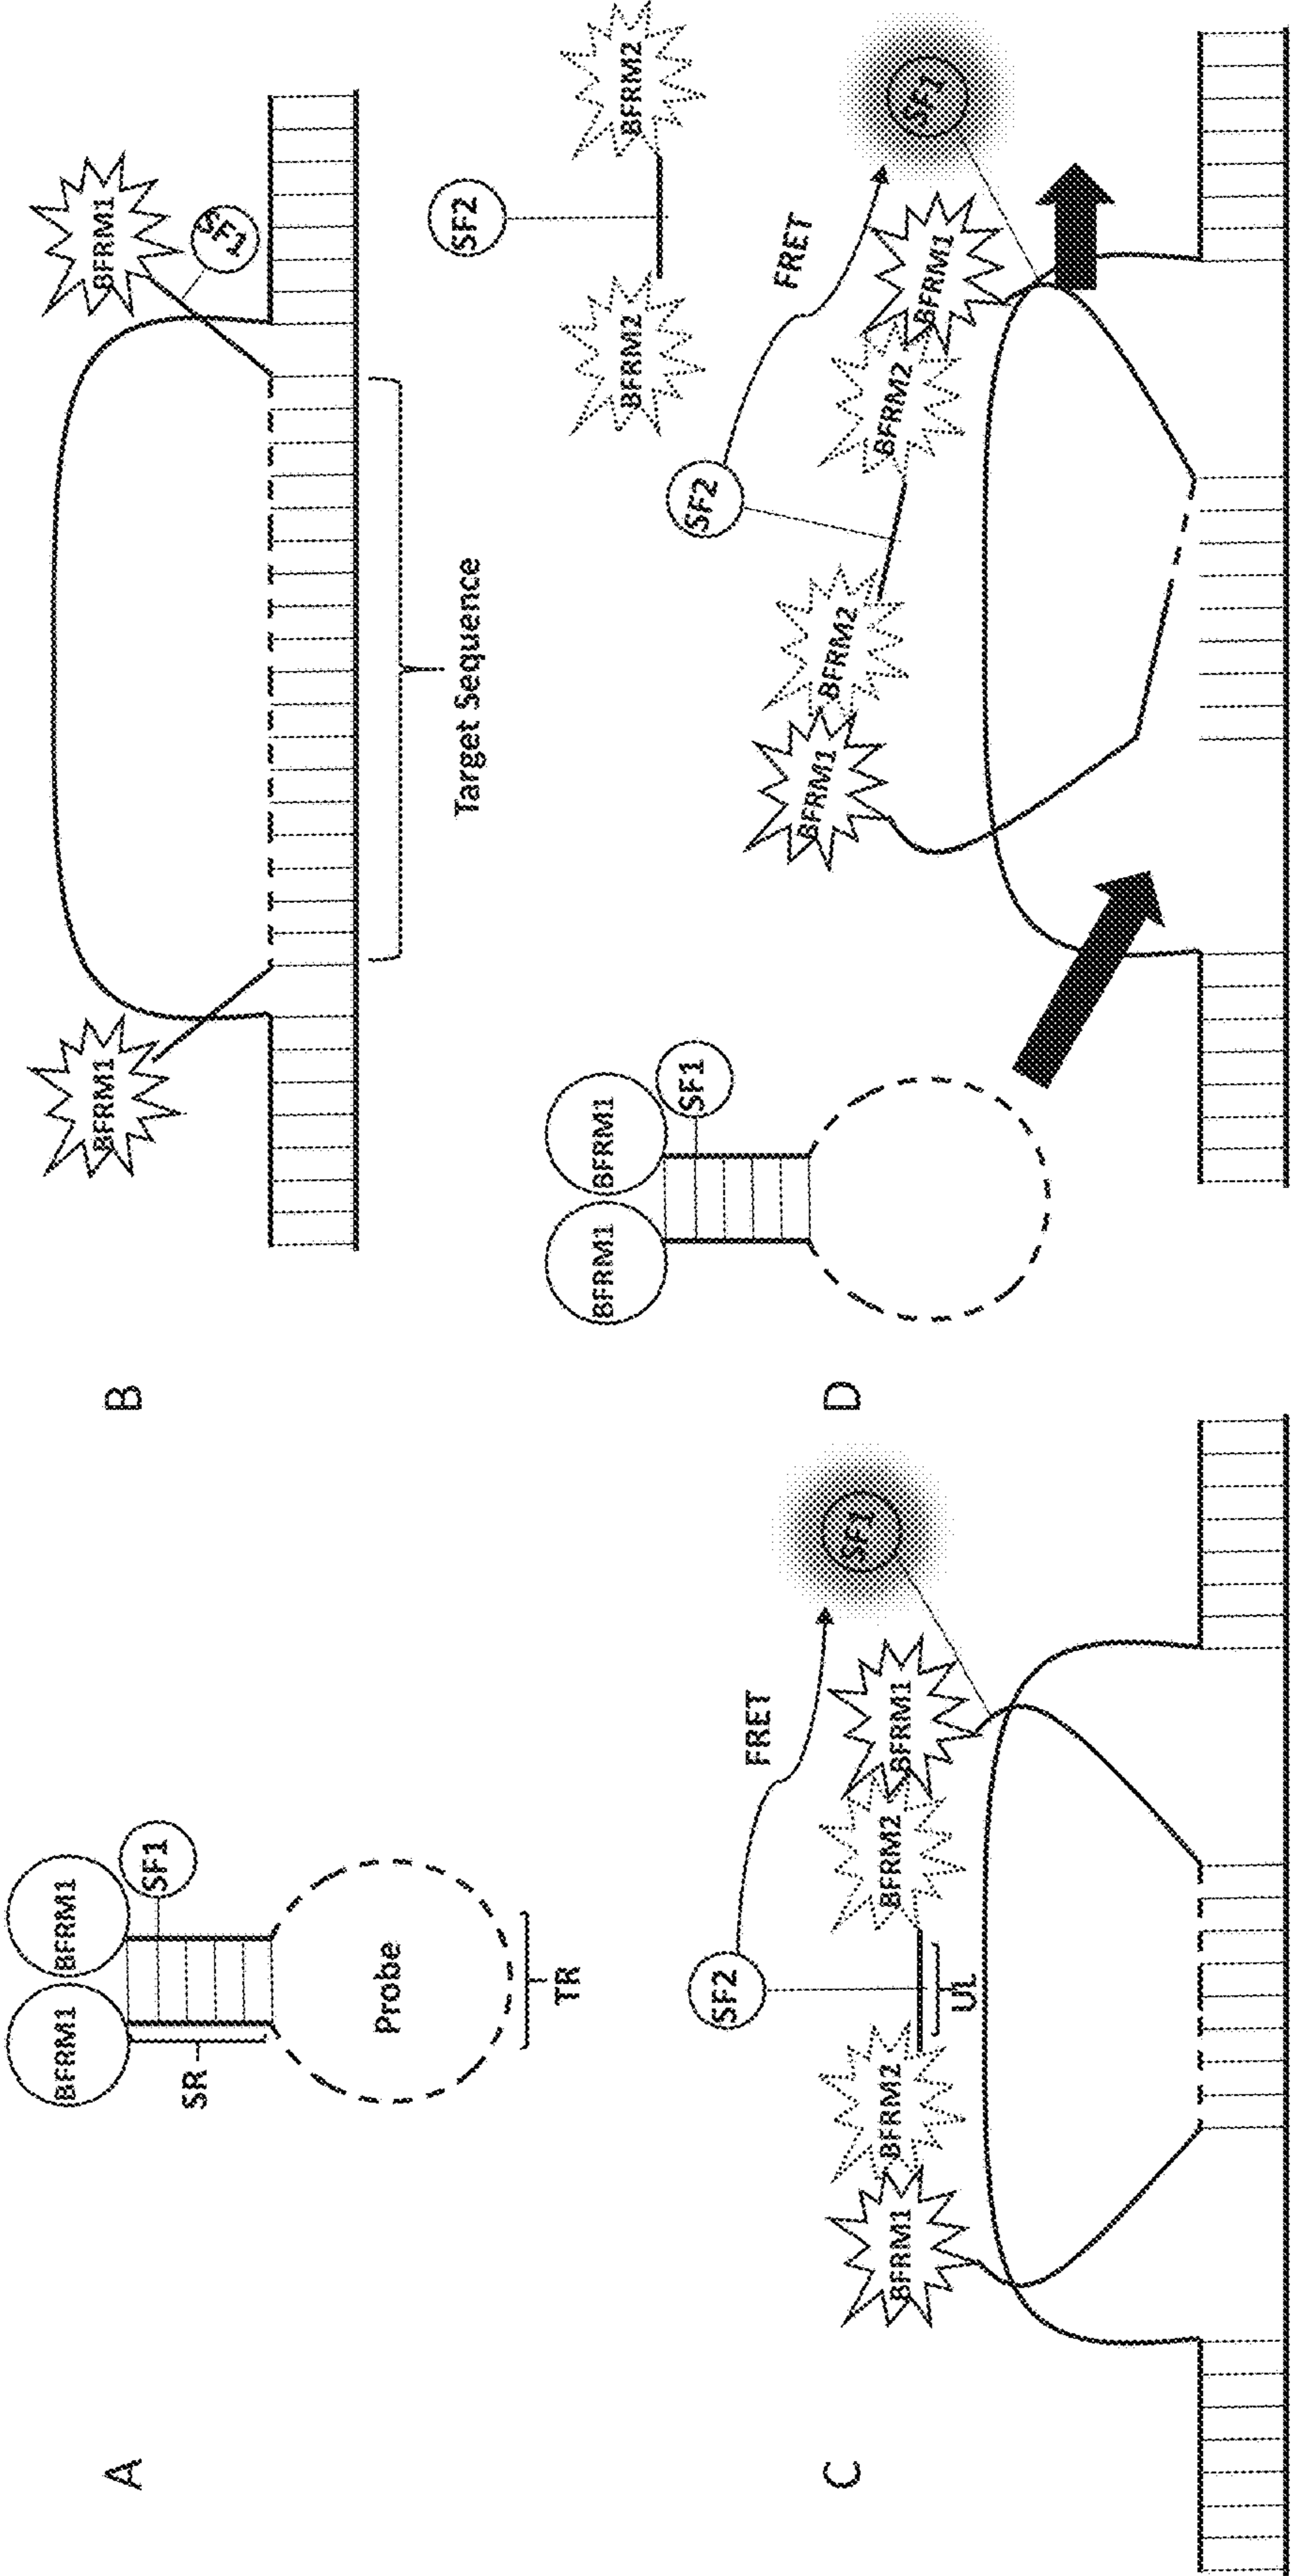 A
BFRM1
BFRM1
SF1
SR
Probe
TR
B
BFRM1
BFRM1
SF1
Target Sequence
SF2
BFRM2
BFRM2
C
SF2
FRET
BFRM1
BFRM2
BFRM2
BFRM1
SF1
UL
D
BFRM1
BFRM1
SF1
SF2
FRET
BFRM1
BFRM2
BFRM2
BFRM1
SF1